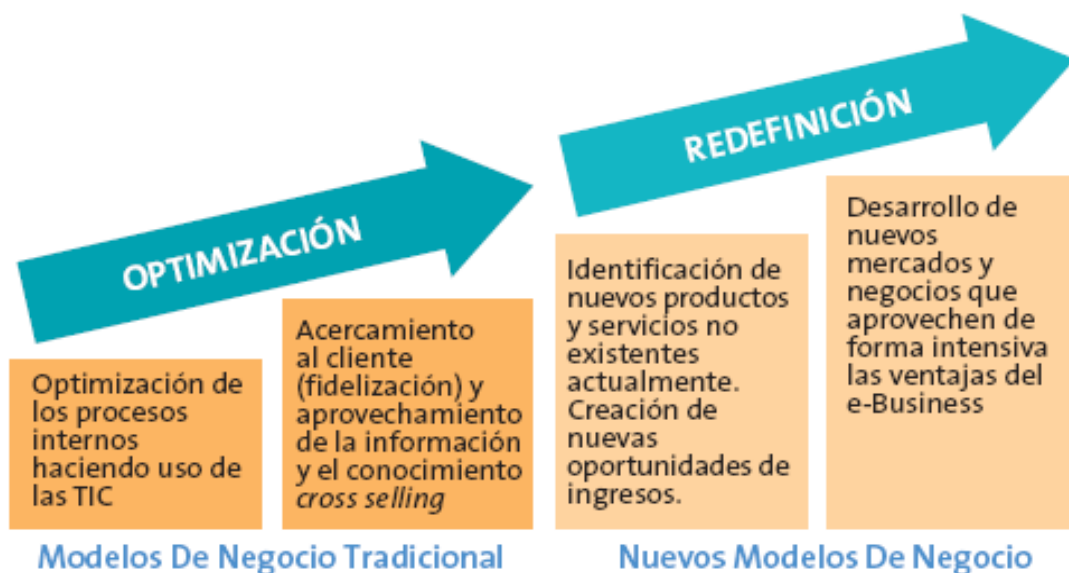 OPTIMIZACIÓN
REDEFINICIÓN
Optimización de
los procesos
internos
haciendo uso de
las TIC
Acercamiento
al cliente
(fidelización) y
aprovechamiento
de la información
y el conocimiento
cross selling
Identificación de
nuevos productos
y servicios no
existentes
actualmente.
Creación de
nuevas
oportunidades de
ingresos.
Desarrollo de
nuevos
mercados y
negocios que
aprovechen de
forma intensiva
las ventajas del
e-Business
Modelos De Negocio Tradicional
Nuevos Modelos De Negocio